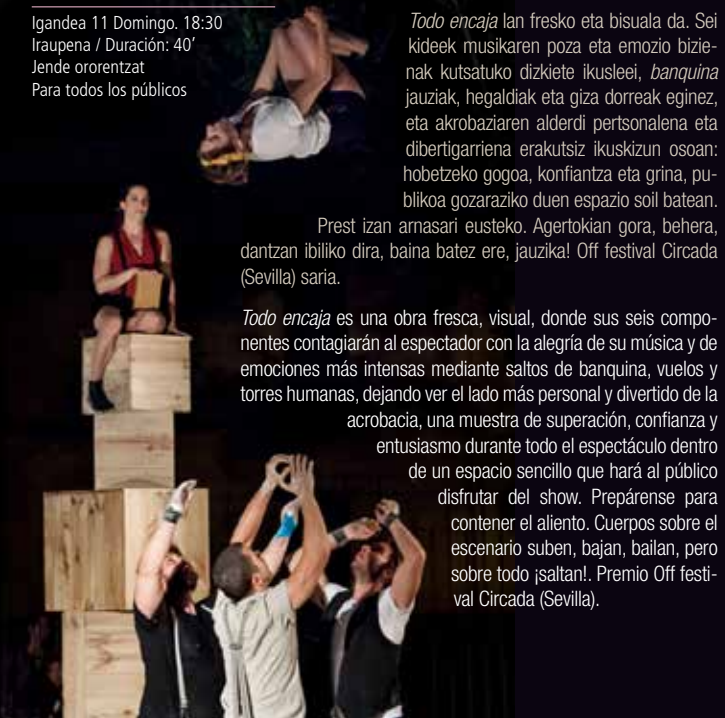 Igandea 11 Domingo. 18:30
Iraupena / Duración: 40’
Jende ororentzat
Para todos los públicos
Todo encaja lan fresko eta bisuala da. Sei
kideek musikaren poza eta emozio bizie-
nak kutsatuko dizkiete ikusleei, banquina
jauziak, hegaldiak eta giza dorreak eginez,
eta akrobaziaren alderdi pertsonalena eta
dibertigarriena erakutsiz ikuskizun osoan:
hobetzeko gogoa, konfiantza eta grina, pu-
blikoa gozaraziko duen espazio soil batean.
Prest izan arnasari eusteko. Agertokian gora, behera,
dantzan ibiliko dira, baina batez ere, jauzika! Off festival Circada
(Sevilla) saria.
Todo encaja es una obra fresca, visual, donde sus seis compo-
nentes contagiarán al espectador con la alegría de su música y de
emociones más intensas mediante saltos de banquina, vuelos y
torres humanas, dejando ver el lado más personal y divertido de la
acrobacia, una muestra de superación, confianza y
entusiasmo durante todo el espectáculo dentro
de un espacio sencillo que hará al público
disfrutar del show. Prepárense para
contener el aliento. Cuerpos sobre el
escenario suben, bajan, bailan, pero
sobre todo ¡saltan!. Premio Off festi-
val Circada (Sevilla).